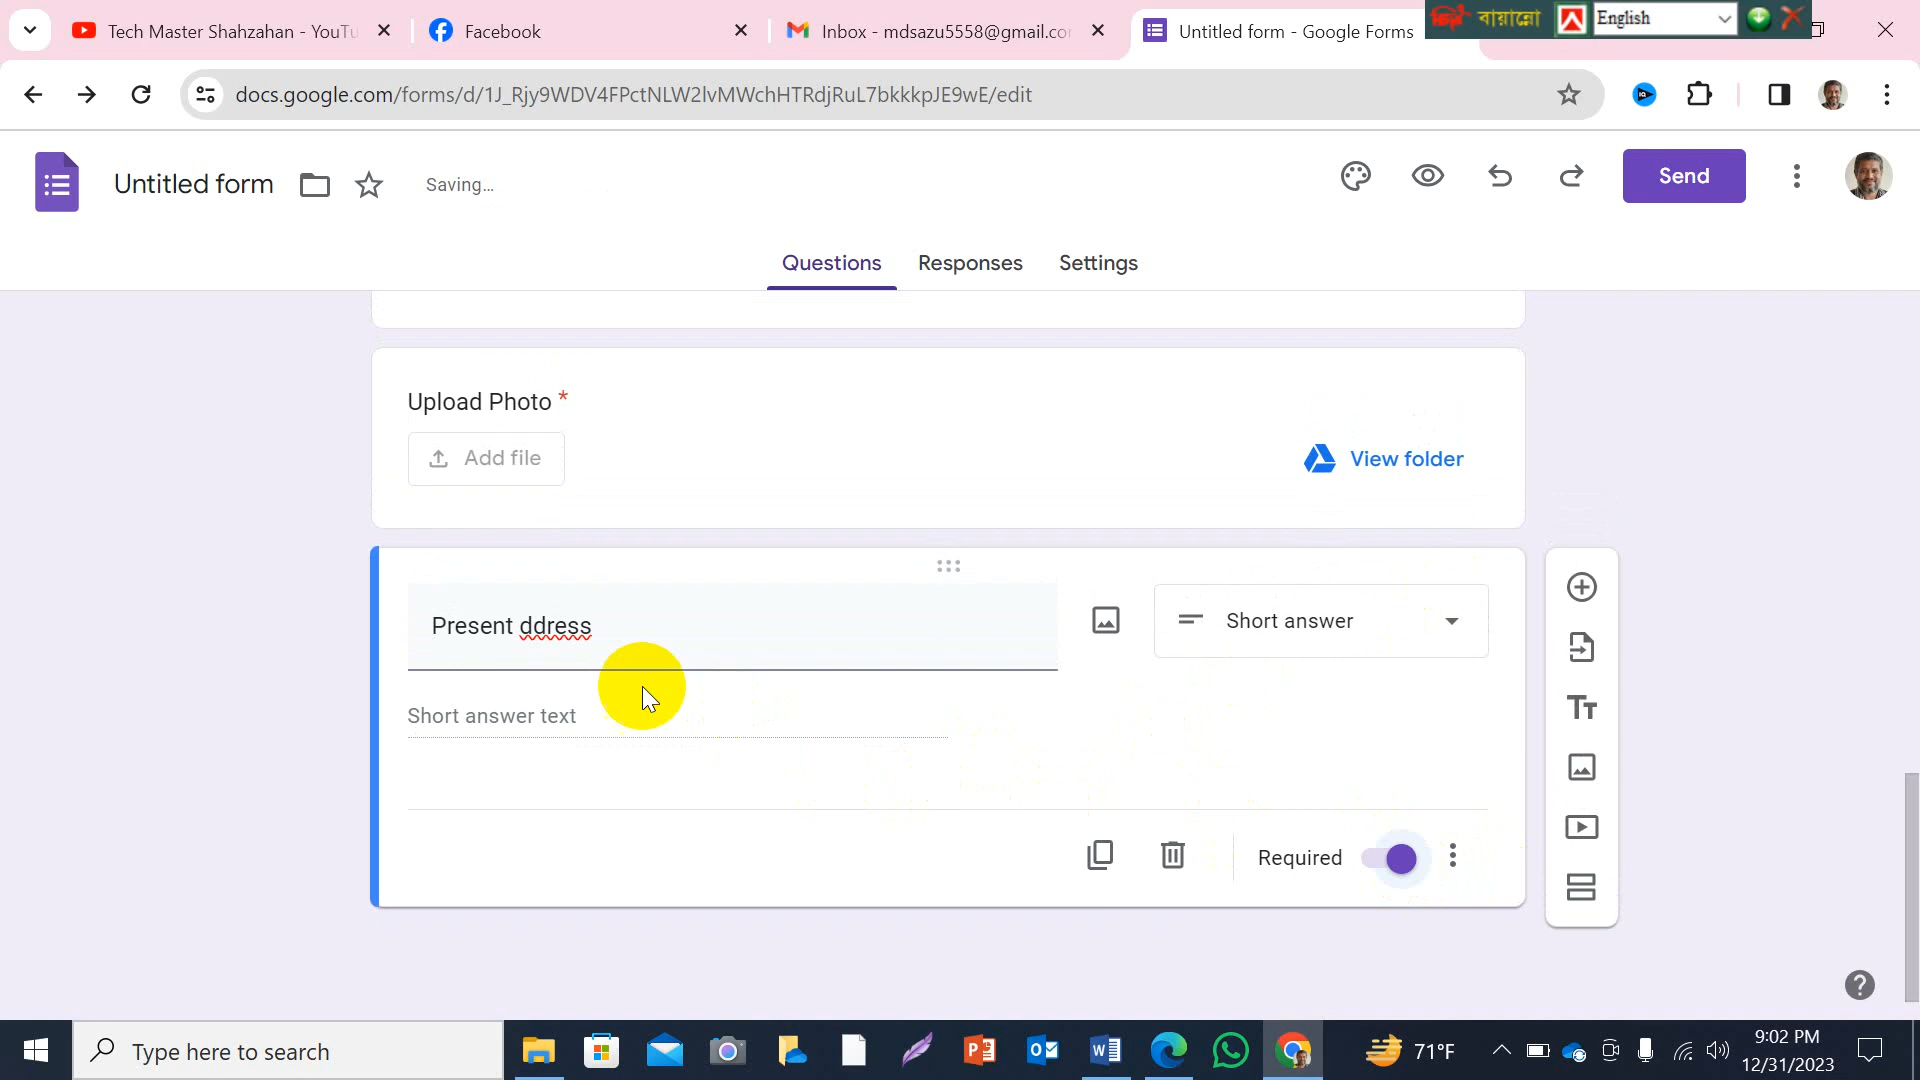 Tech Master Shahzahan - YouTu
Facebook
Inbox - mdsazu5558@gmail.co
Untitled form - Google Forms
বায়ান্নো
English
docs.google.com/forms/d/1J_Rjy9WDV4FPctNLW2lvMWchHTRdjRuL7bkkkpJE9wE/edit
Untitled form
Saving...
Send
Questions
Responses
Settings
Upload Photo *
Add file
View folder
Present ddress
Short answer
Short answer text
Required
Type here to search
71°F
9:02 PM
12/31/2023